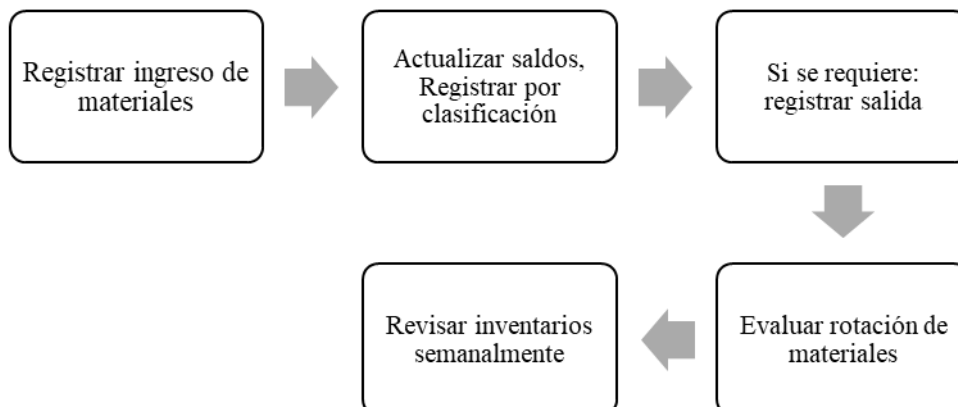 Registrar ingreso de
materiales
Actualizar saldos,
Registrar por
clasificación
Si se requiere:
registrar salida
Evaluar rotación de
materiales
Revisar inventarios
semanalmente